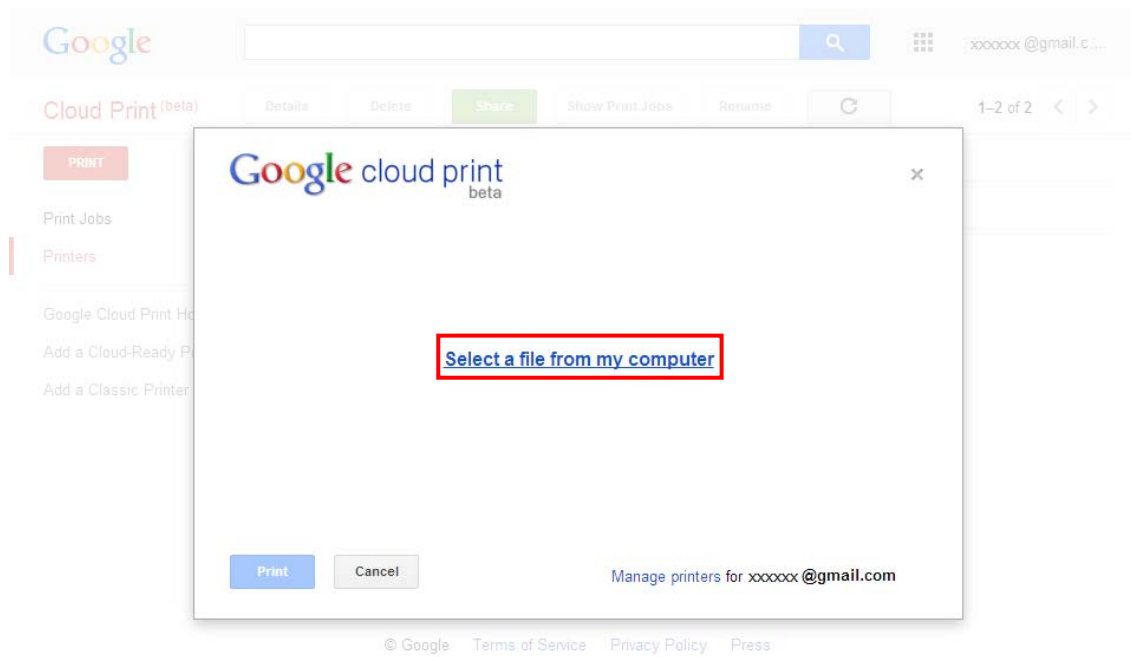 Google
xxxxxx @gmail.c...
Cloud Print (beta) Details Delete Share Show Print Jobs Rename 1–2 of 2
PRINT
Google cloud print
beta
Print Jobs
Printers
Google Cloud Print Ho
Add a Cloud-Ready Pr
Add a Classic Printer
Select a file from my computer
Print Cancel Manage printers for xxxxxx @gmail.com
© Google Terms of Service Privacy Policy Press